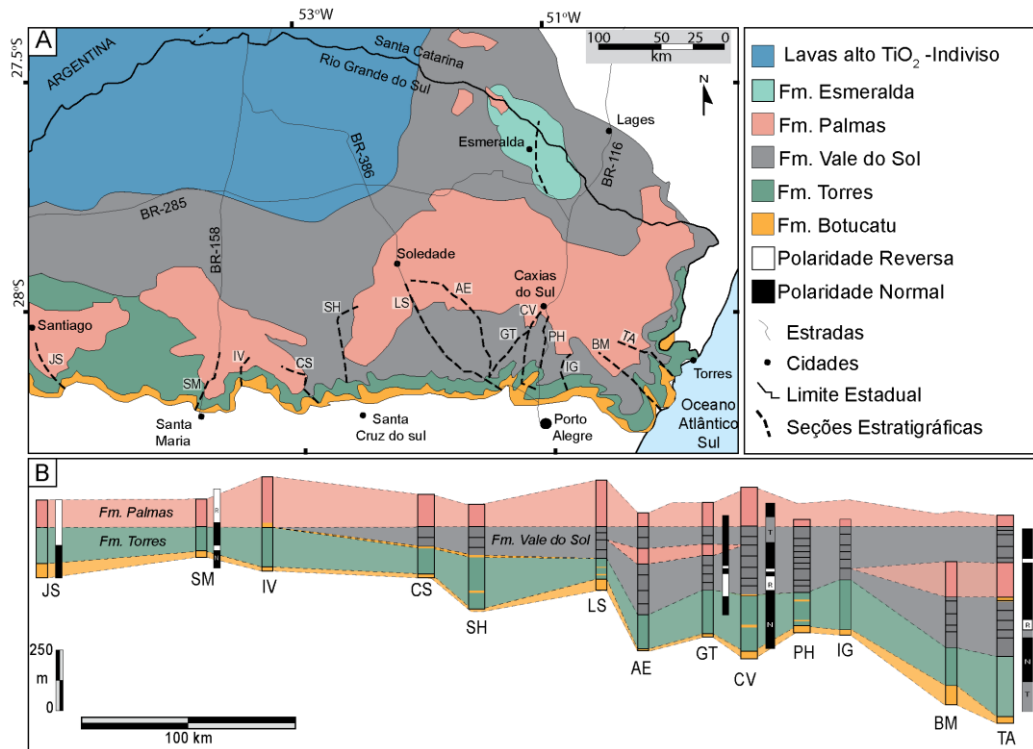 53ºW
51ºW
A
27,5ºS
28ºS
ARGENTINA
Santa Catarina
Rio Grande do Sul
100 50 25 0
km
N
Lages
Esmeralda
BR-116
BR-386
BR-285
BR-158
Soledade
Caxias
do Sul
Santiago
JS
SM
IV
CS
SH
LS
AE
GT
CV
PH
IG
BM
TA
Torres
Santa
Maria
Santa
Cruz do sul
Porto
Alegre
Oceano
Atlântico
Sul
Lavas alto TiO2 -Indiviso
Fm. Esmeralda
Fm. Palmas
Fm. Vale do Sol
Fm. Torres
Fm. Botucatu
Polaridade Reversa
Polaridade Normal
Estradas
Cidades
Limite Estadual
Seções Estratigráficas
B
Fm. Palmas
Fm. Torres
Fm. Vale do Sol
R
N
T
R
N
R
N
T
JS
SM
IV
CS
SH
LS
AE
GT
CV
PH
IG
BM
TA
250
m
0
100 km